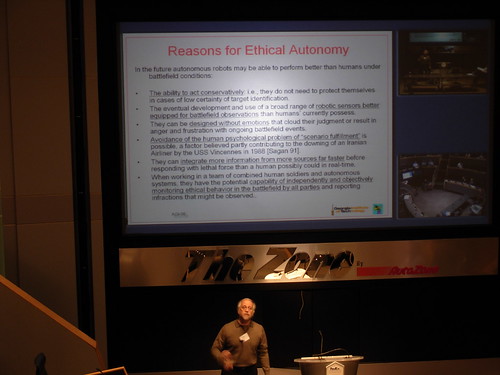 Reasons for Ethical Autonomy
In the future autonomous robots may be able to perform better than humans under
battlefield conditions:
• The ability to act conservatively: i.e., they do not need to protect themselves
in cases of low certainty of target identification.
• The eventual development and use of a broad range of robotic sensors better
equipped for battlefield observations than humans' currently possess.
• They can be designed without emotions that cloud their judgment or result in
anger and frustration with ongoing battlefield events.
• Avoidance of the human psychological problem of "scenario fulfillment" is
possible, a factor believed partly contributing to the downing of an Iranian
Airliner by the USS Vincennes in 1988 [Sagan 91].
• They can integrate more information from more sources far faster before
responding with lethal force than a human possibly could in real-time.
• When working in a team of combined human soldiers and autonomous
systems, they have the potential capability of independently and objectively
monitoring ethical behavior in the battlefield by all parties and reporting
infractions that might be observed.
The Zone
By AutoZone
FedEx